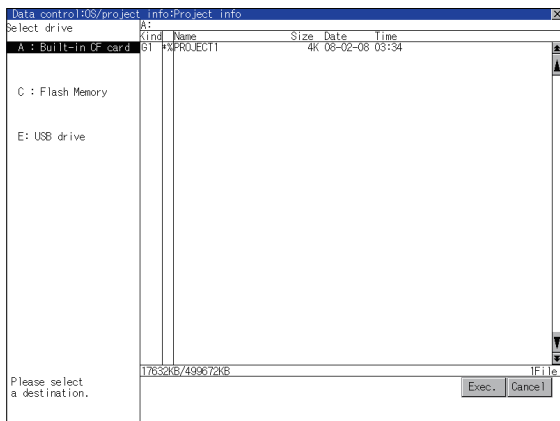 Data control:OS/project info:Project info
Select drive
A:
Kind Name Size Date Time
A : Built-in CF card
G1 *%PROJECT1 4K 08-02-08 03:34
C : Flash Memory
E: USB drive
17632KB/499672KB 1File
Please select
a destination.
Exec. Cancel